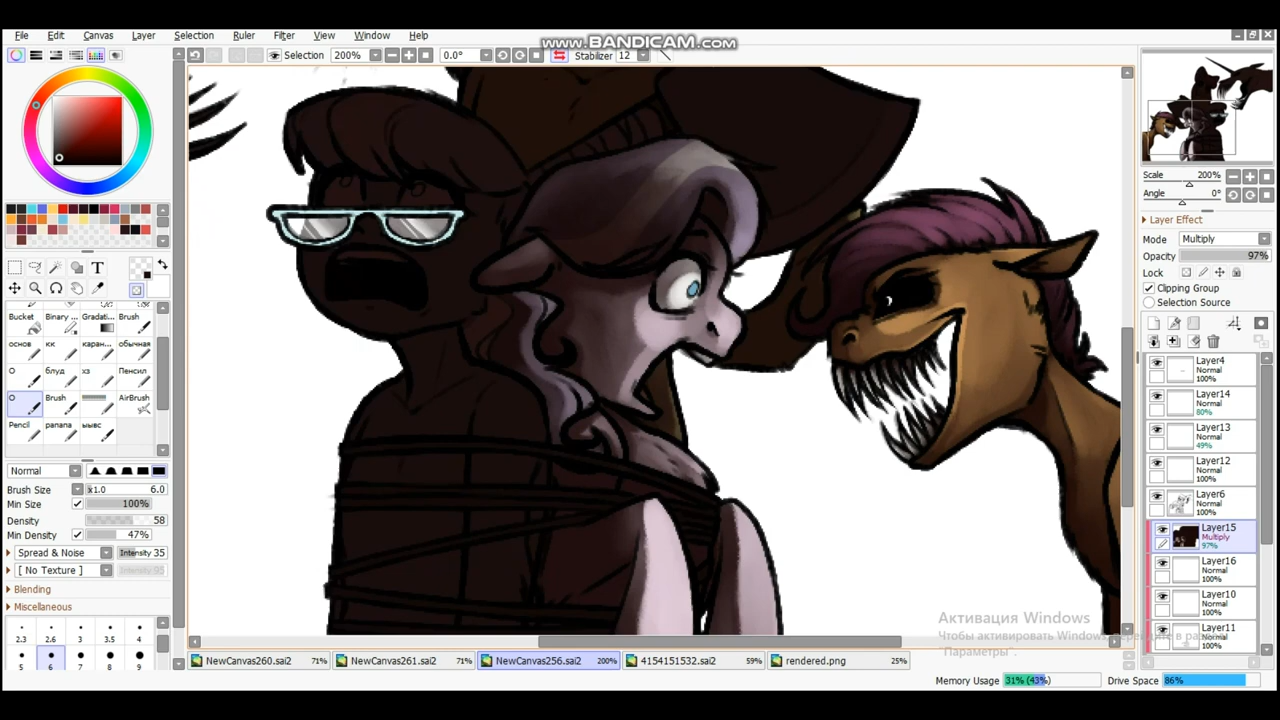 www.BANDICAM.com
File Edit Canvas Layer Selection Ruler Filter View Window Help
Selection 200% 0.0° Stabilizer 12
Scale 200%
Angle 0°
Layer Effect
Mode Multiply
Opacity 97%
Lock
Clipping Group
Selection Source
T
Bucket Binary ... Gradati... Brush
основ кк каран... обычная
О блуд хз Пенсил
О Brush AirBrush
Pencil рапапа ыывс
Normal
Brush Size x1.0 6.0
Min Size 100%
Density 58
Min Density 47%
Spread & Noise Intensity 35
[ No Texture ] Intensity 95
Blending
Miscellaneous
2.3 2.6 3 3.5 4
5 6 7 8 9
Layer4
Normal
100%
Layer14
Normal
80%
Layer13
Normal
49%
Layer12
Normal
100%
Layer6
Normal
100%
Layer15
Multiply
97%
Layer16
Normal
100%
Layer10
Normal
100%
Layer11
Normal
100%
Активация Windows
Чтобы активировать Windows, перейдите в раздел
"Параметры".
NewCanvas260.sai2 71% NewCanvas261.sai2 71% NewCanvas256.sai2 200% 4154151532.sai2 59% rendered.png 25%
Memory Usage 31% (43%) Drive Space 86%